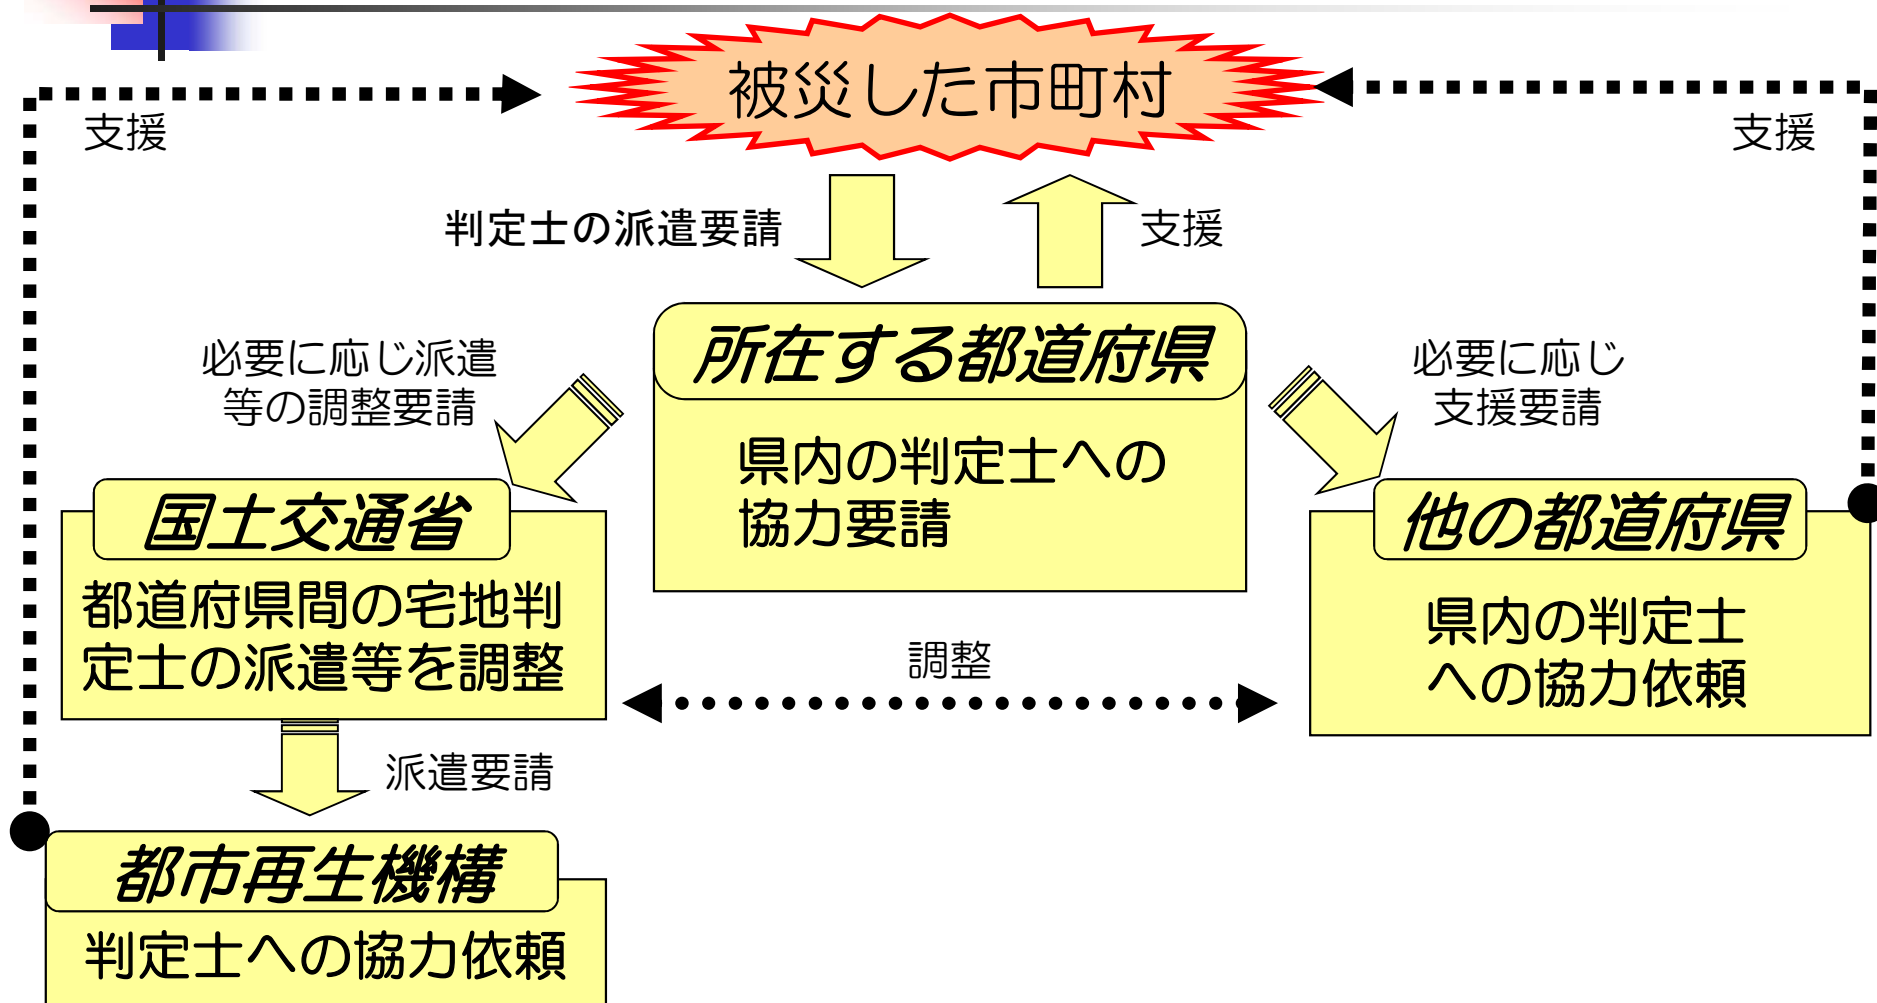 被災した市町村
支援
支援
判定士の派遣要請
支援
所在する都道府県
必要に応じ派遣
等の調整要請
必要に応じ
支援要請
県内の判定士への
協力要請
国土交通省
都道府県間の宅地判
定士の派遣等を調整
他の都道府県
県内の判定士
への協力依頼
調整
派遣要請
都市再生機構
判定士への協力依頼